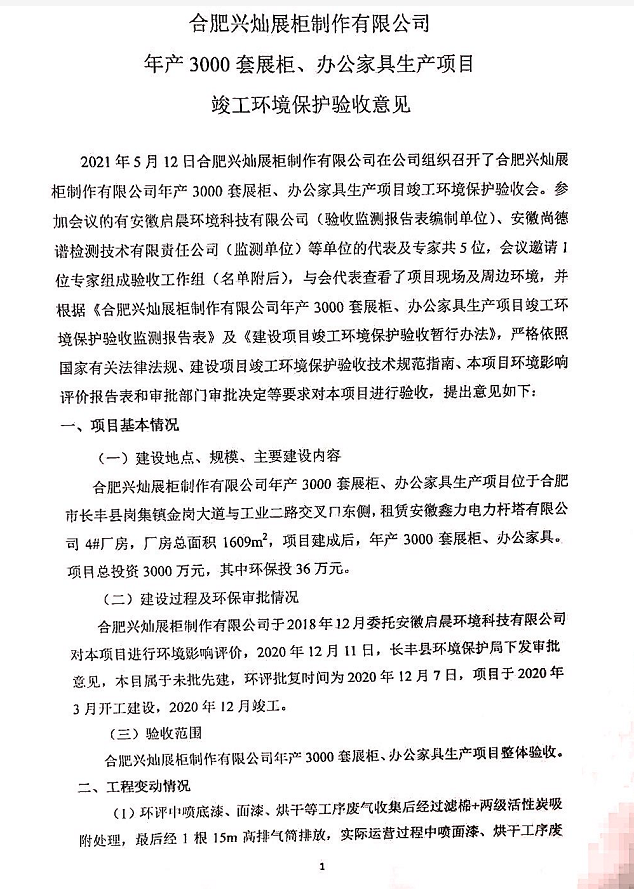 合肥兴灿展柜制作有限公司
年产 3000 套展柜、办公家具生产项目
竣工环境保护验收意见
2021 年 5 月 12 日合肥兴灿展柜制作有限公司在公司组织召开了合肥兴灿展
柜制作有限公司年产 3000 套展柜、办公家具生产项目竣工环境保护验收会。参
加会议的有安徽启晨环境科技有限公司（验收监测报告表编制单位）、安徽尚德
谱检测技术有限责任公司（监测单位）等单位的代表及专家共 5 位，会议邀请 1
位专家组成验收工作组（名单附后），与会代表查看了项目现场及周边环境，并
根据《合肥兴灿展柜制作有限公司年产 3000 套展柜、办公家具生产项目竣工环
境保护验收监测报告表》及《建设项目竣工环境保护验收暂行办法》，严格依照
国家有关法律法规、建设项目竣工环境保护验收技术规范指南、本项目环境影响
评价报告表和审批部门审批决定等要求对本项目进行验收，提出意见如下：
一、项目基本情况
（一）建设地点、规模、主要建设内容
合肥兴灿展柜制作有限公司年产 3000 套展柜、办公家具生产项目位于合肥
市长丰县岗集镇金岗大道与工业二路交叉口东侧，租赁安徽鑫力电力杆塔有限公
司 4#厂房，厂房总面积 1609m²，项目建成后，年产 3000 套展柜、办公家具。
项目总投资 3000 万元，其中环保投 36 万元。
（二）建设过程及环保审批情况
合肥兴灿展柜制作有限公司于 2018 年 12 月委托安徽启晨环境科技有限公司
对本项目进行环境影响评价，2020 年 12 月 11 日，长丰县环境保护局下发审批
意见，本目属于未批先建，环评批复时间为 2020 年 12 月 7 日，项目于 2020 年
3 月开工建设，2020 年 12 月竣工。
（三）验收范围
合肥兴灿展柜制作有限公司年产 3000 套展柜、办公家具生产项目整体验收。
二、工程变动情况
（1）环评中喷底漆、面漆、烘干等工序废气收集后经过滤棉+两级活性炭吸
附处理，最后经 1 根 15m 高排气筒排放，实际运营过程中喷面漆、烘干工序废
1